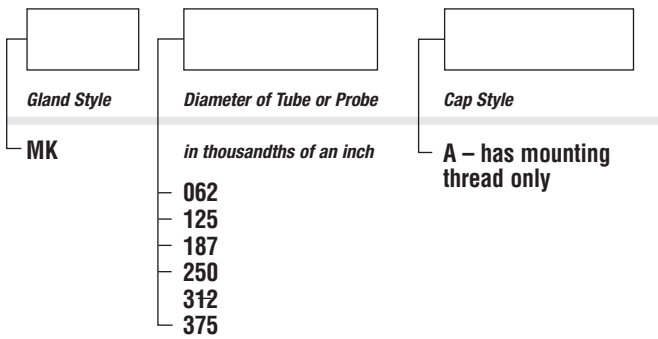 Gland Style
Diameter of Tube or Probe
Cap Style
MK
in thousandths of an inch
A – has mounting
thread only
062
125
187
250
312
375